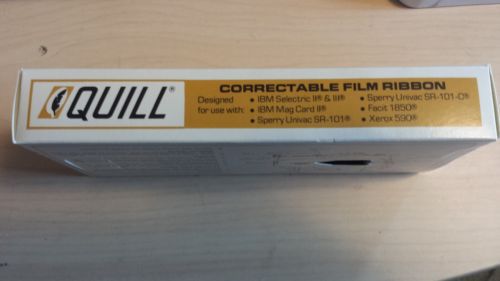 QUILL®
CORRECTABLE FILM RIBBON
Designed for use with:
• IBM Selectric II® & III®
• IBM Mag Card II®
• Sperry Univac SR-101®
• Sperry Univac SR-101-C®
• Facit 1850®
• Xerox 590®